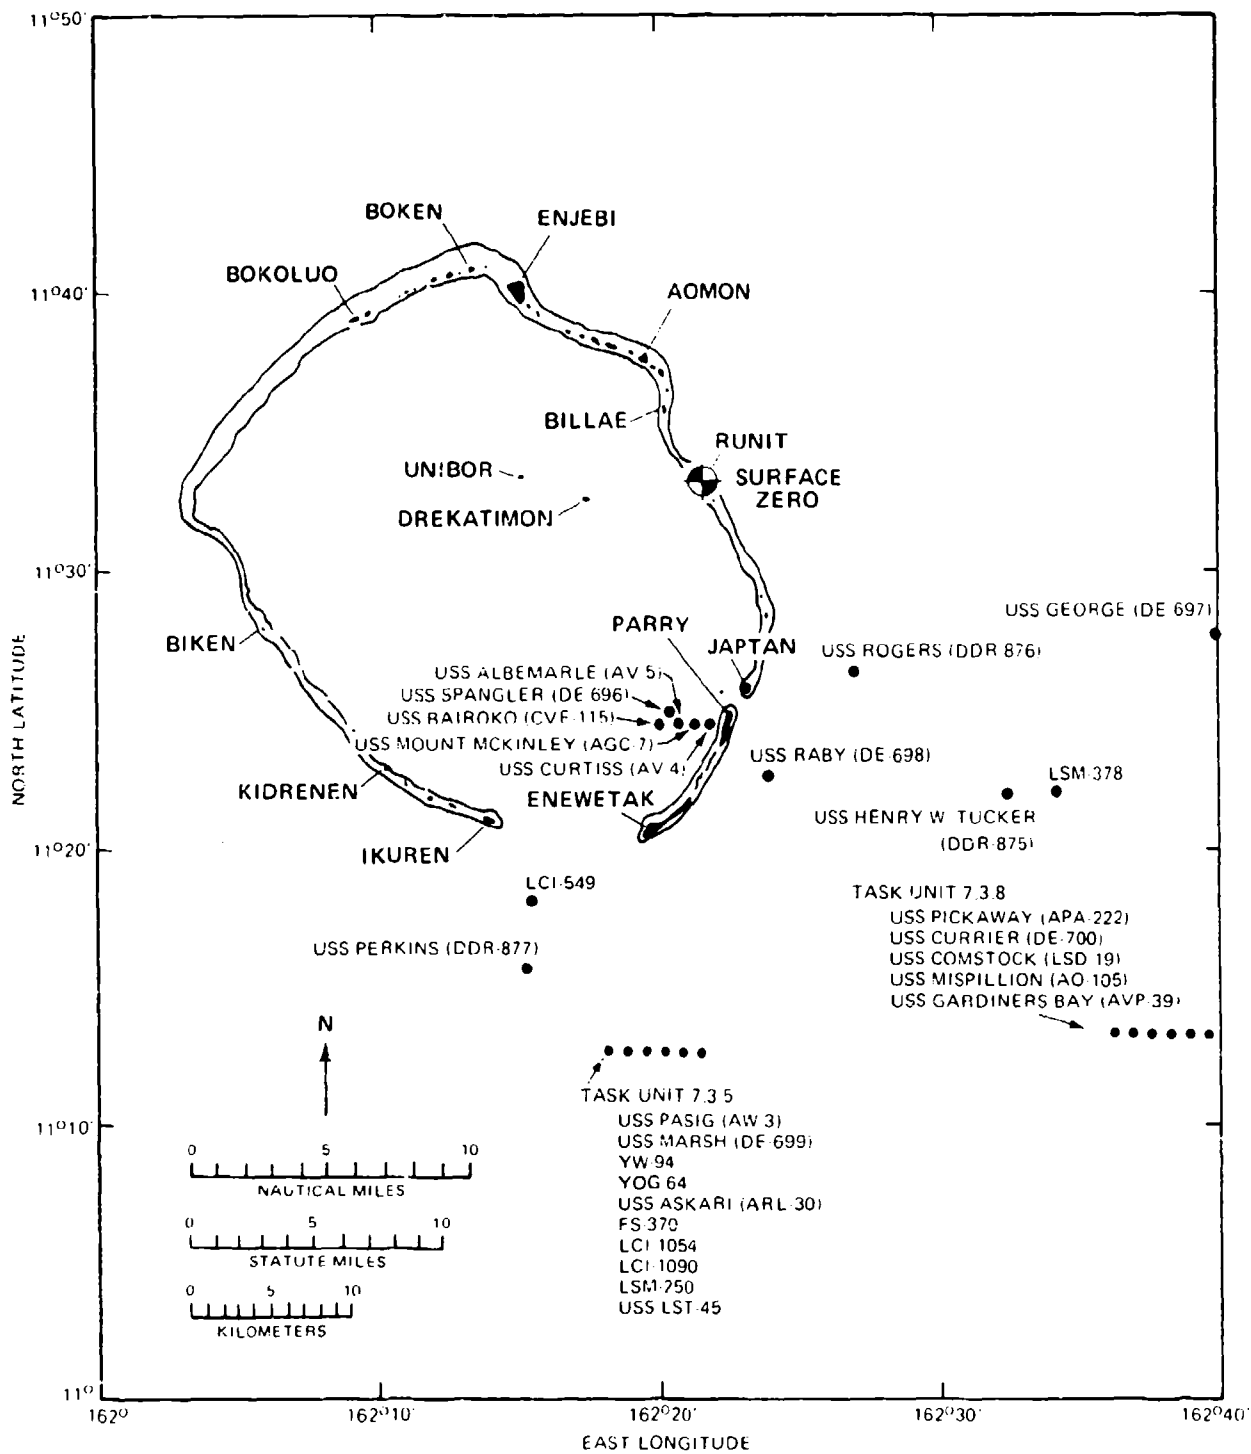 11°50'
BOKEN
ENJEBI
BOKOLUO
11°40'
AOMON
BILLAE
RUNIT
UNIBOR
SURFACE
ZERO
DREKATIMON
11°30'
USS GEORGE (DE 697)
PARRY
JAPTAN
BIKEN
USS ROGERS (DDR 876)
USS ALBEMARLE (AV 5)
USS SPANGLER (DE 696)
USS RAIROKO (CVE-115)
USS MOUNT MCKINLEY (AGC-7)
USS CURTISS (AV 4)
USS RABY (DE-698)
LSM-378
KIDRENEN
ENEWETAK
USS HENRY W. TUCKER
(DDR-875)
11°20'
IKUREN
LCI-549
TASK UNIT 7.3.8
USS PICKAWAY (APA-222)
USS CURRIER (DE-700)
USS COMSTOCK (LSD 19)
USS MISPILLION (AO-105)
USS GARDINERS BAY (AVP-39)
USS PERKINS (DDR-877)
N
TASK UNIT 7.3.5
USS PASIG (AW 3)
USS MARSH (DE-699)
YW-94
YOG 64
USS ASKARI (ARL-30)
FS-370
LCI 1054
LCI-1090
LSM-250
USS LST-45
11°10'
0 5 10
NAUTICAL MILES
0 5 10
STATUTE MILES
0 5 10
KILOMETERS
11°
162° 162°10' 162°20' 162°30' 162°40'
EAST LONGITUDE
NORTH LATITUDE